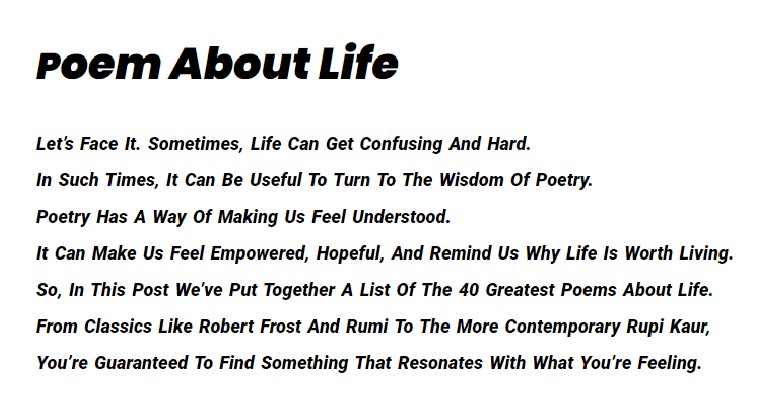 Poem About Life
Let's Face It. Sometimes, Life Can Get Confusing And Hard.
In Such Times, It Can Be Useful To Turn To The Wisdom Of Poetry.
Poetry Has A Way Of Making Us Feel Understood.
It Can Make Us Feel Empowered, Hopeful, And Remind Us Why Life Is Worth Living.
So, In This Post We've Put Together A List Of The 40 Greatest Poems About Life.
From Classics Like Robert Frost And Rumi To The More Contemporary Rupi Kaur,
You're Guaranteed To Find Something That Resonates With What You're Feeling.